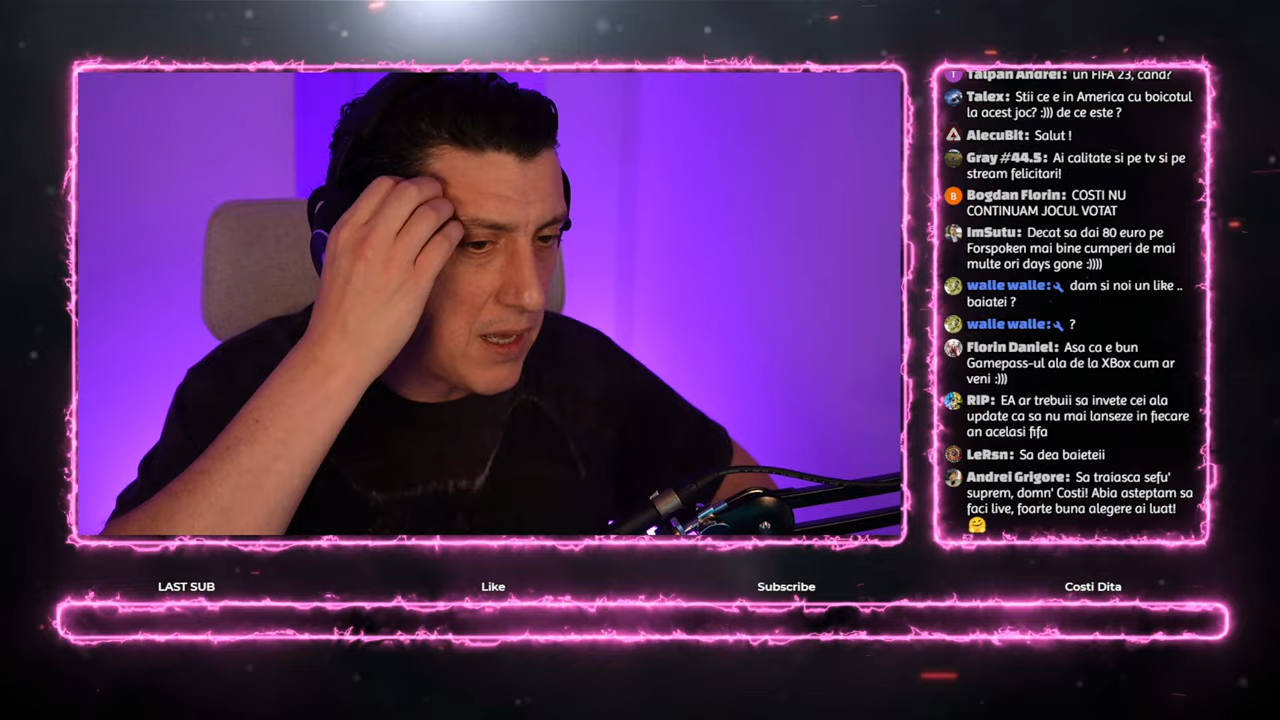 Taipan Andrei: un FIFA 23, cand?
Talex: Stii ce e in America cu boicotul
la acest joc? :))) de ce este ?
AlecuBit: Salut !
Gray #44.5: Ai calitate si pe tv si pe
stream felicitari!
B Bogdan Florin: COSTI NU
CONTINUAM JOCUL VOTAT
ImSutu: Decat sa dai 80 euro pe
Forspoken mai bine cumperi de mai
multe ori days gone :))))
walle walle: dam si noi un like ..
baiatei ?
walle walle: ?
Florin Daniel: Asa ca e bun
Gamepass-ul ala de la XBox cum ar
veni :)))
RIP: EA ar trebuii sa invete cei ala
update ca sa nu mai lanseze in fiecare
an acelasi fifa
LeRsn: Sa dea baieteii
Andrei Grigore: Sa traiasca sefu'
suprem, domn' Costi! Abia asteptam sa
faci live, foarte buna alegere ai luat!
🤗
LAST SUB
Like
Subscribe
Costi Dita